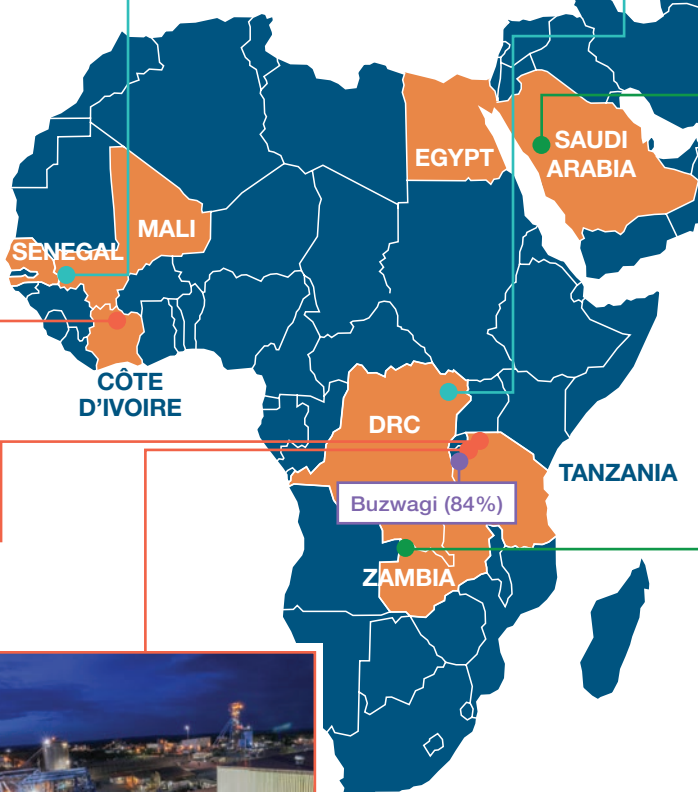 EGYPT
SAUDI
ARABIA
MALI
SENEGAL
CÔTE
D'IVOIRE
DRC
TANZANIA
Buzwagi (84%)
ZAMBIA